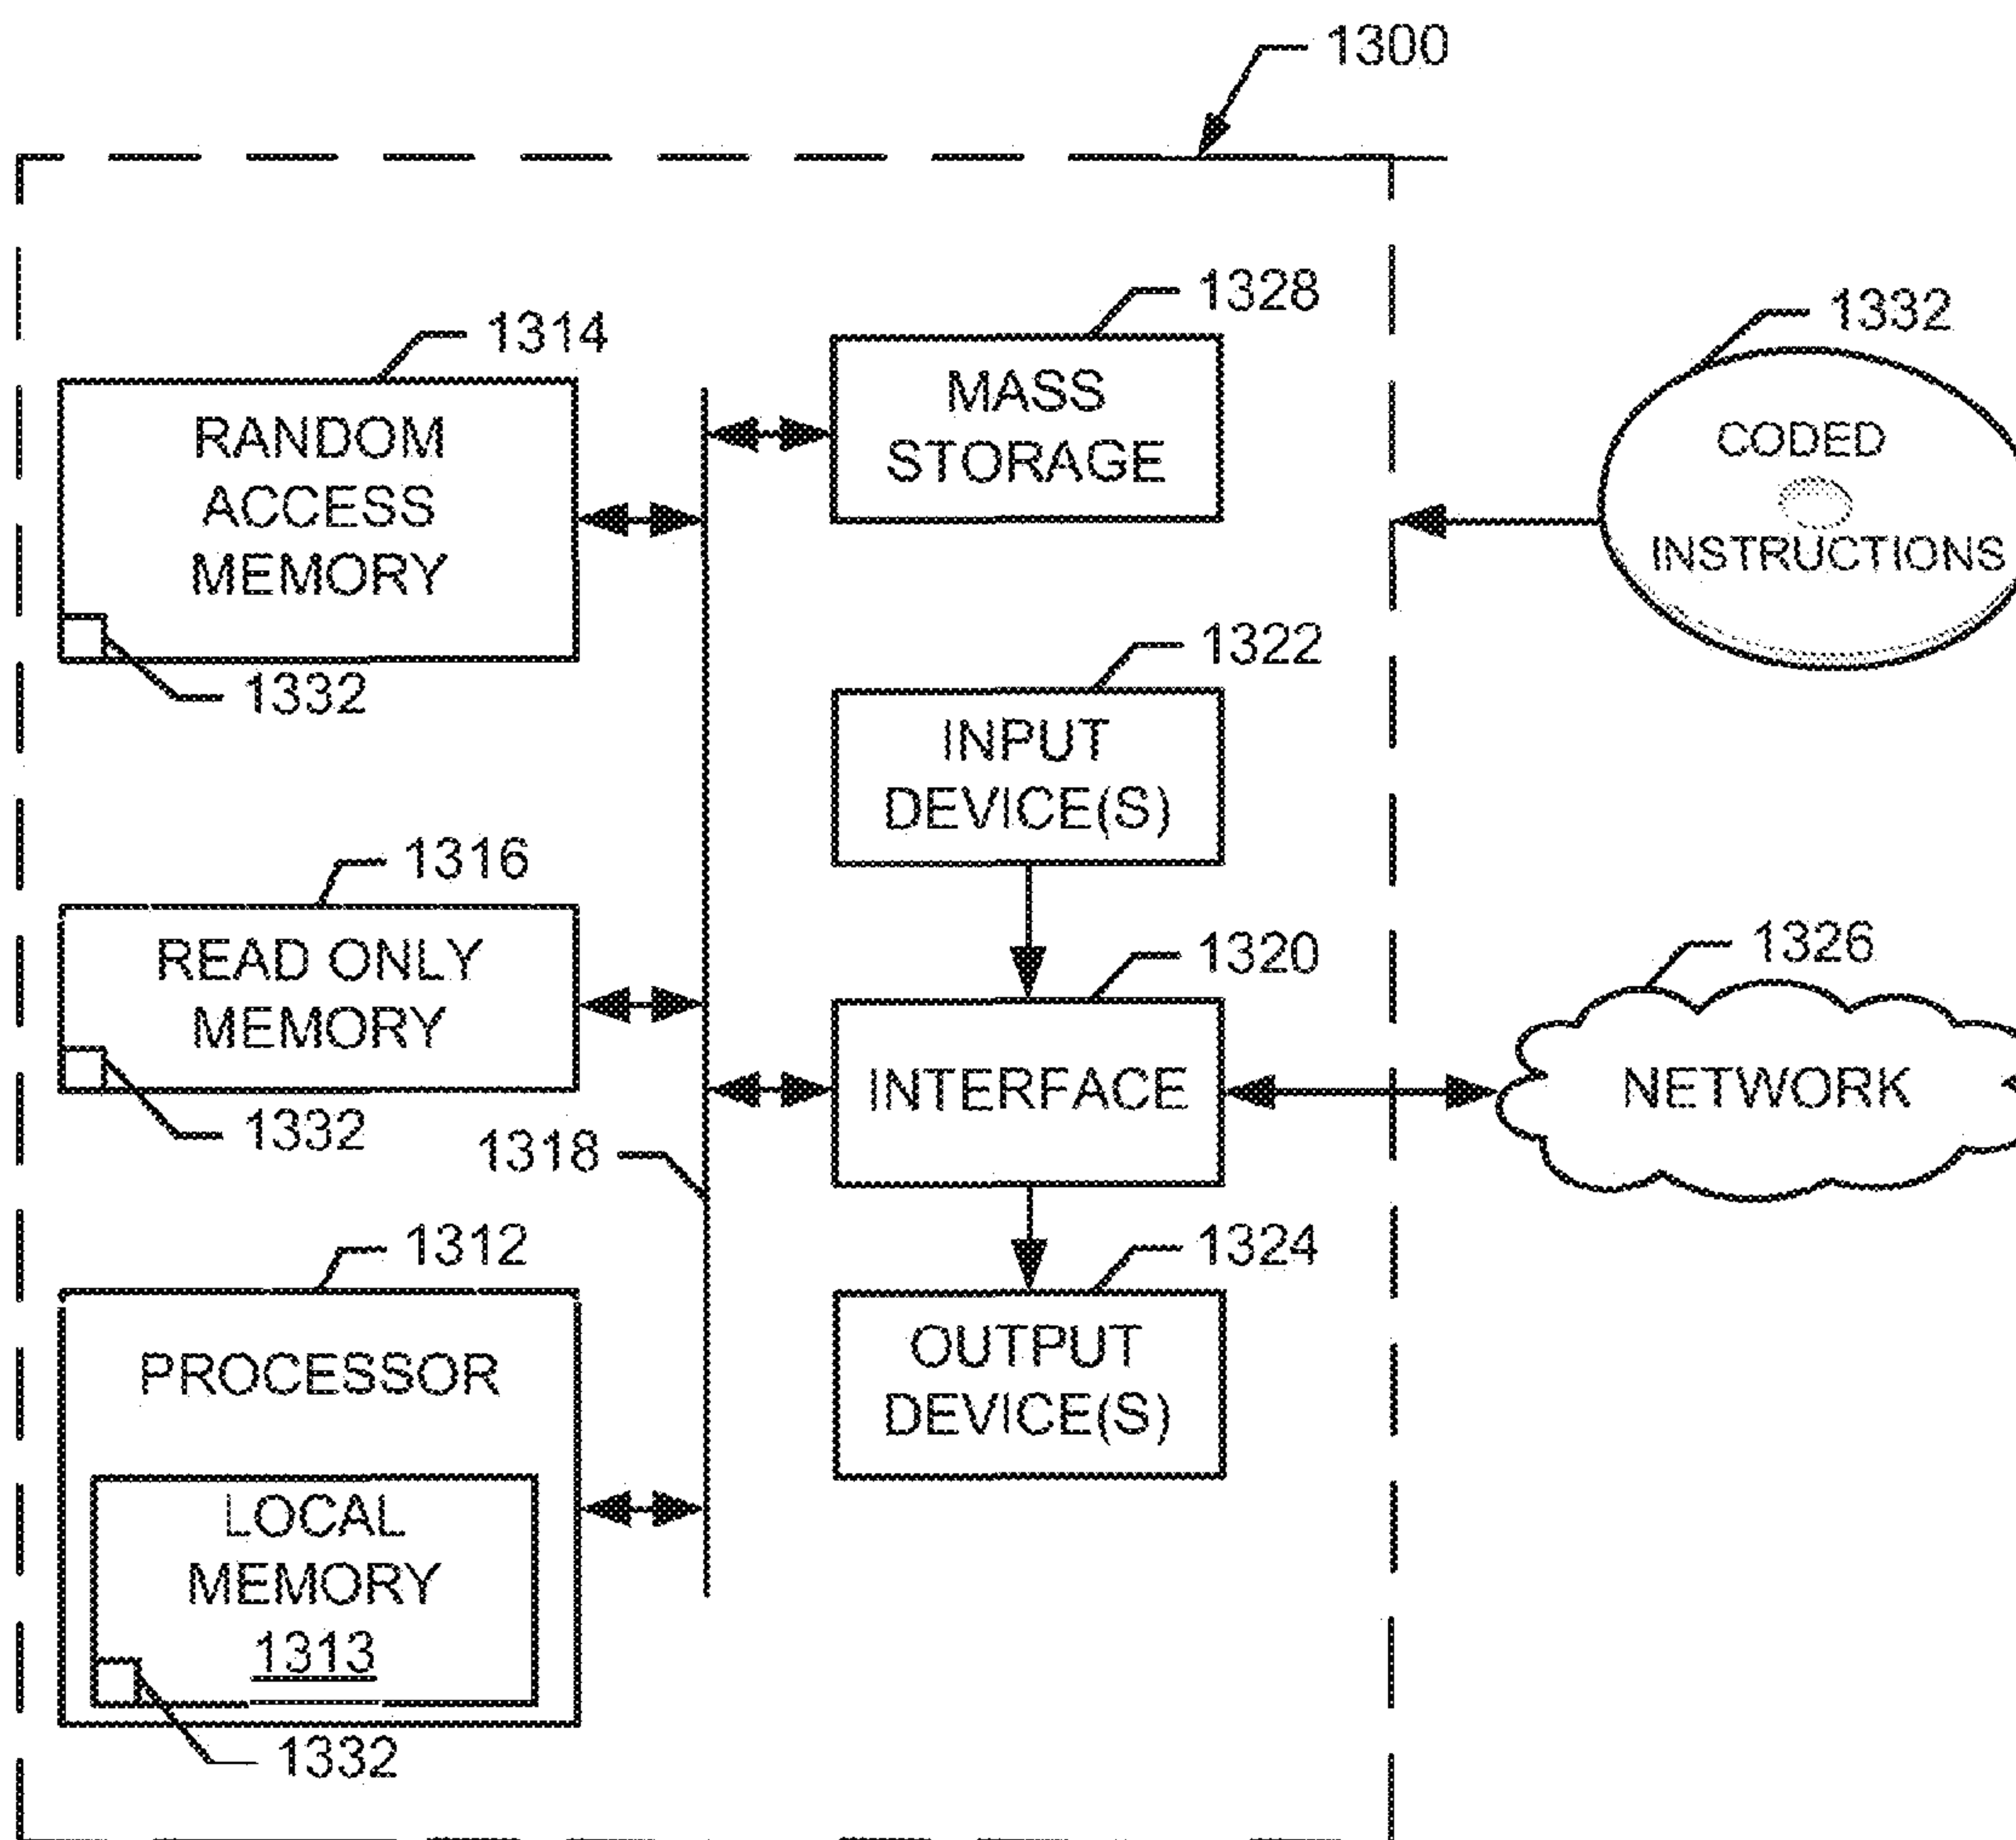 1300
1328
1332
1314
MASS
STORAGE
RANDOM
ACCESS
MEMORY
CODED
INSTRUCTIONS
1332
1322
INPUT
DEVICE(S)
1316
READ ONLY
MEMORY
1320
1326
INTERFACE
NETWORK
1332
1318
1312
1324
PROCESSOR
OUTPUT
DEVICE(S)
LOCAL
MEMORY
1313
1332